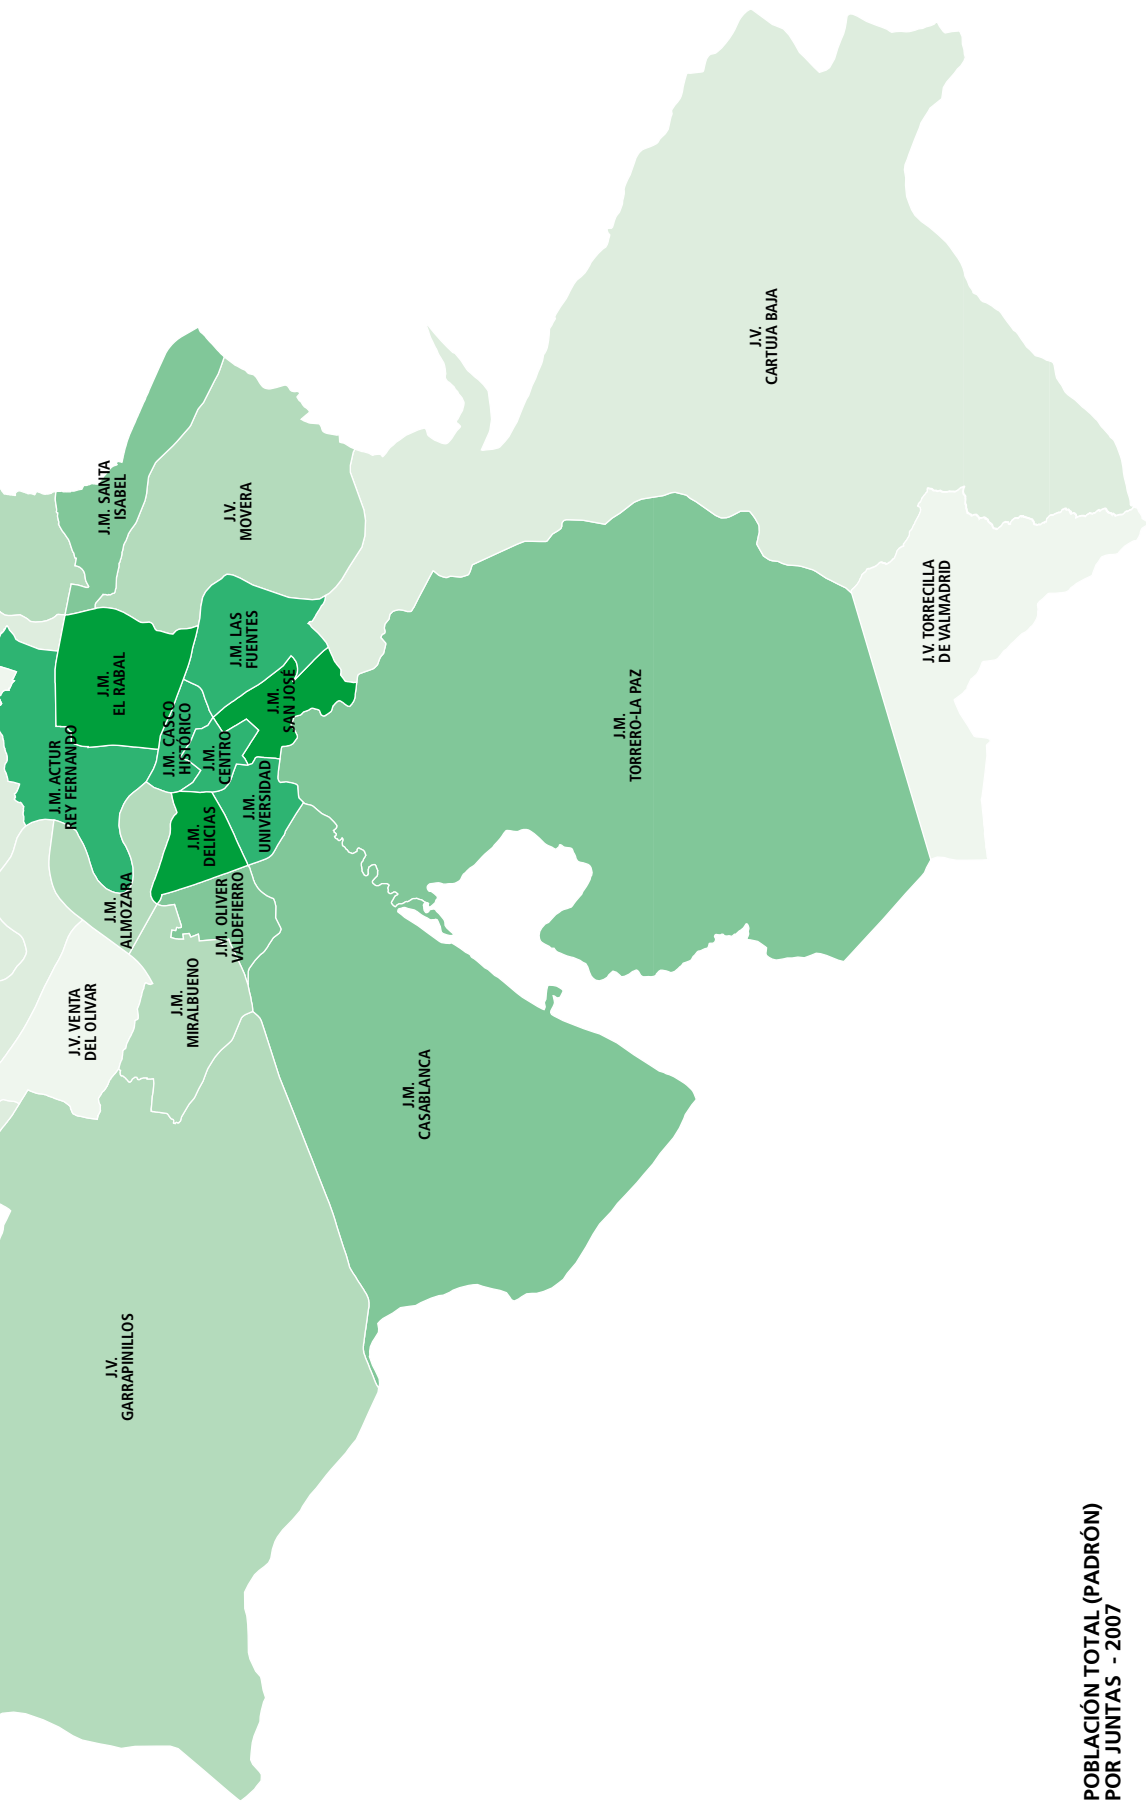 J.M. SANTA
ISABEL
J.V.
MOVERA
J.V.
CARTUJA BAJA
J.M.
EL RABAL
J.M. LAS
FUENTES
J.M.
SAN JOSÉ
J.V. TORRECILLA
DE VALMADRID
J.M. ACTUR
REY FERNANDO
J.M. CASCO
HISTÓRICO
J.M.
CENTRO
J.M.
TORRERO-LA PAZ
J.M.
DELICIAS
J.M.
UNIVERSIDAD
J.M.
ALMOZARA
J.M. OLIVER
VALDEFIERRO
J.V. VENTA
DEL OLIVAR
J.M.
MIRALBUENO
J.M.
CASABLANCA
J.V.
GARRAPINILLOS
POBLACIÓN TOTAL (PADRÓN)
POR JUNTAS - 2007